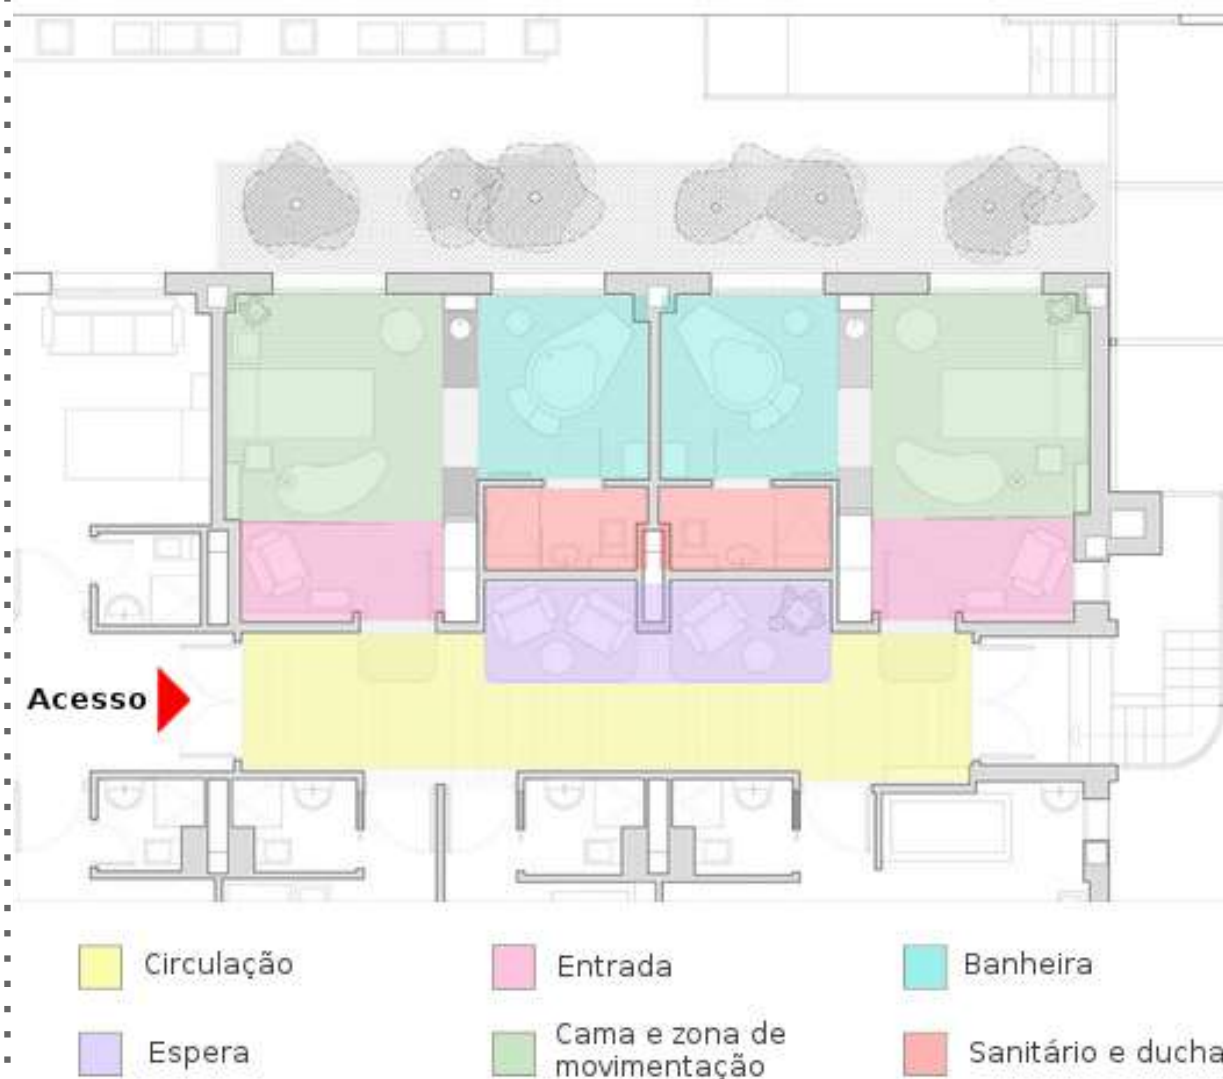 Acesso
Circulação
Entrada
Banheira
Espera
Cama e zona de
movimentação
Sanitário e ducha